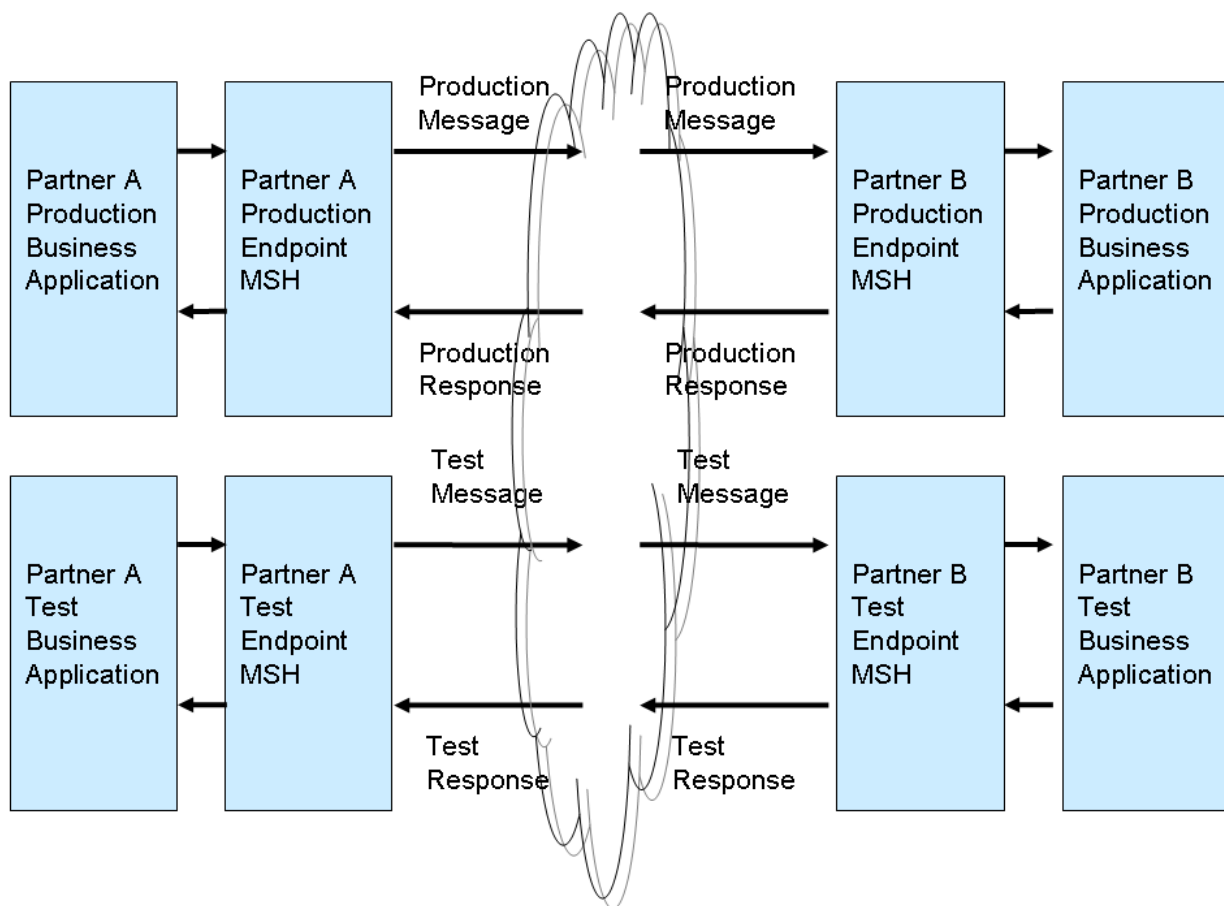 Production
Message
Production
Message
Partner A
Production
Business
Application
Partner A
Production
Endpoint
MSH
Partner B
Production
Endpoint
MSH
Partner B
Production
Business
Application
Production
Response
Production
Response
Test
Message
Test
Message
Partner A
Test
Business
Application
Partner A
Test
Endpoint
MSH
Partner B
Test
Endpoint
MSH
Partner B
Test
Business
Application
Test
Response
Test
Response